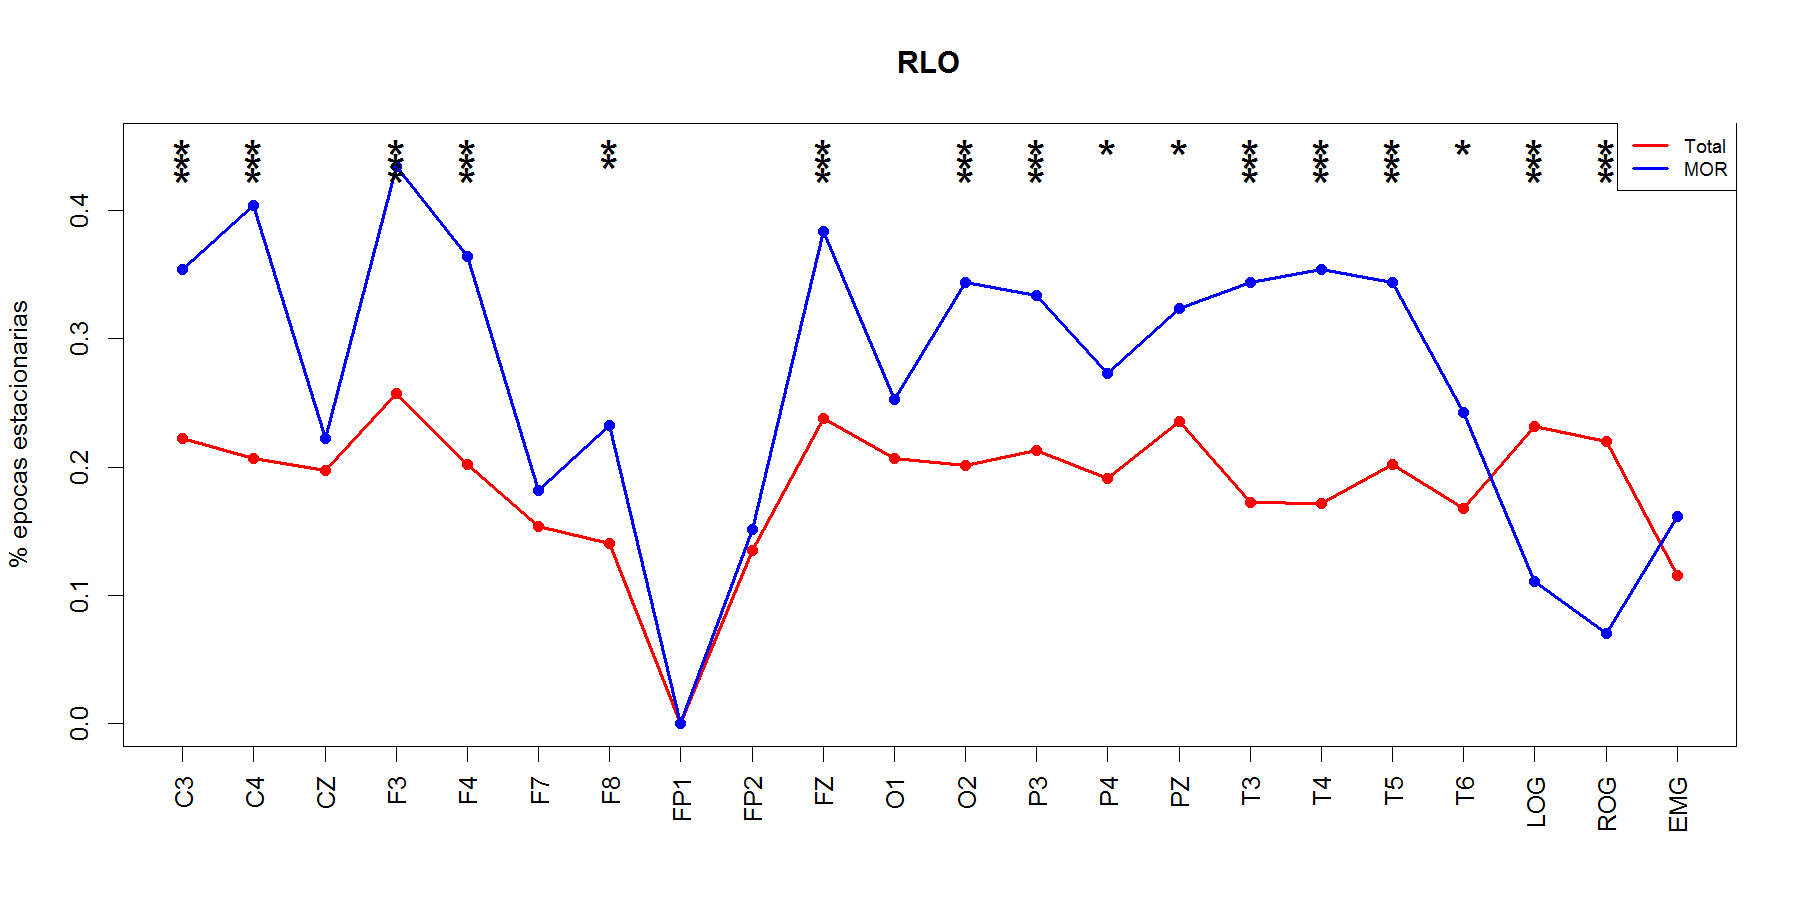 RLO
* * * * * * * * * * * * * * * *
* * * * * * * * * * * * *
* * * * * * * * * * * *
Total
MOR
% epocas estacionarias
0.4
0.3
0.2
0.1
0.0
C3 C4 CZ F3 F4 F7 F8 FP1 FP2 FZ O1 O2 P3 P4 PZ T3 T4 T5 T6 LOG ROG EMG